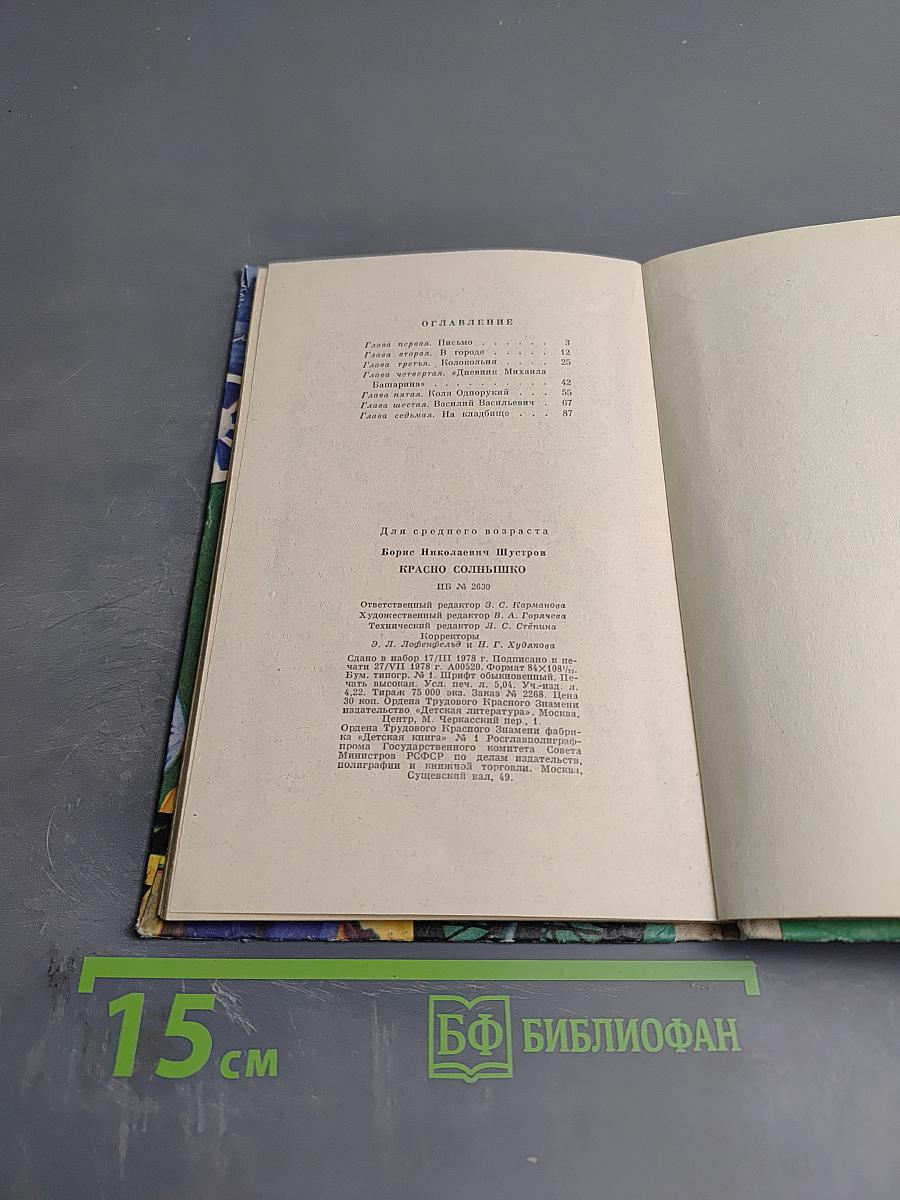 ОГЛАВЛЕНИЕ
Глава первая. Письмо . . . . . . 3
Глава вторая. В городе . . . . . 12
Глава третья. Колокольня . . . . 25
Глава четвертая. «Дневник Михаила
Башарина» . . . . . . . . . . 42
Глава пятая. Коля Однорукий . . . 55
Глава шестая. Василий Васильевич . 67
Глава седьмая. На кладбище . . . 87
Для среднего возраста
Борис Николаевич Шустров
КРАСНО СОЛНЫШКО
ИБ № 2630
Ответственный редактор З. С. Карманова
Художественный редактор В. А. Горячева
Технический редактор Л. С. Стёпина
Корректоры
Э. Л. Лофенфельд и Н. Г. Худякова
Сдано в набор 17/III 1978 г. Подписано к пе-
чати 27/VII 1978 г. А00520. Формат 84×108¹/₃₂.
Бум. типогр. № 1. Шрифт обыкновенный. Пе-
чать высокая. Усл. печ. л. 5,04. Уч.-изд. л.
4,22. Тираж 75 000 экз. Заказ № 2268. Цена
30 коп. Ордена Трудового Красного Знамени
издательство «Детская литература». Москва,
Центр, М. Черкасский пер., 1.
Ордена Трудового Красного Знамени фабри-
ка «Детская книга» № 1 Росглавполиграф-
прома Государственного комитета Совета
Министров РСФСР по делам издательств,
полиграфии и книжной торговли. Москва,
Сущевский вал, 49.
15 см
БФ БИБЛИОФАН